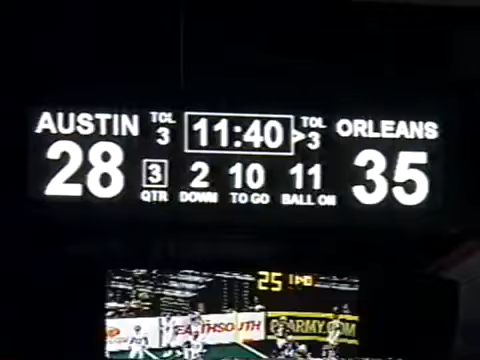 AUSTIN TOL 3 11:40 > TOL 3 ORLEANS
28 3 2 10 11 35
QTR DOWN TO GO BALL ON
25